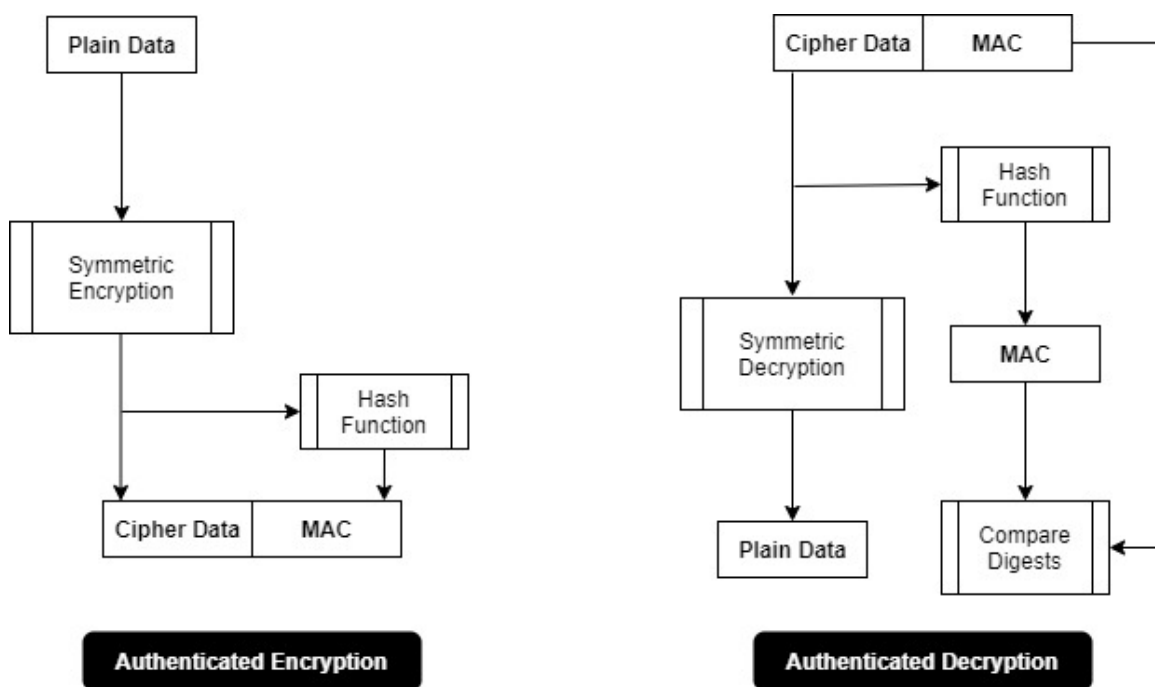 Plain Data
Symmetric
Encryption
Hash
Function
Cipher Data
MAC
Authenticated Encryption
Cipher Data
MAC
Hash
Function
Symmetric
Decryption
MAC
Plain Data
Compare
Digests
Authenticated Decryption